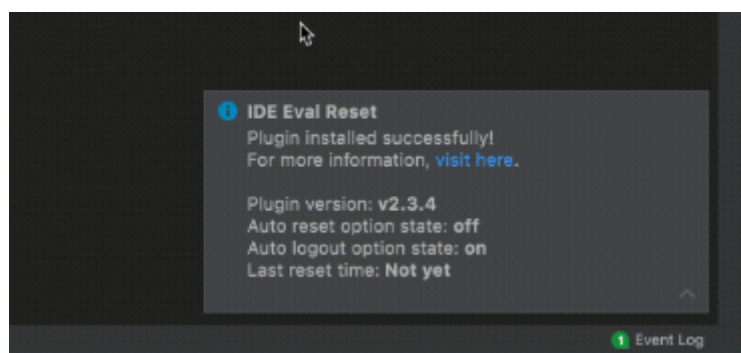 IDE Eval Reset
Plugin installed successfully!
For more information, visit here.
Plugin version: v2.3.4
Auto reset option state: off
Auto logout option state: on
Last reset time: Not yet
1 Event Log